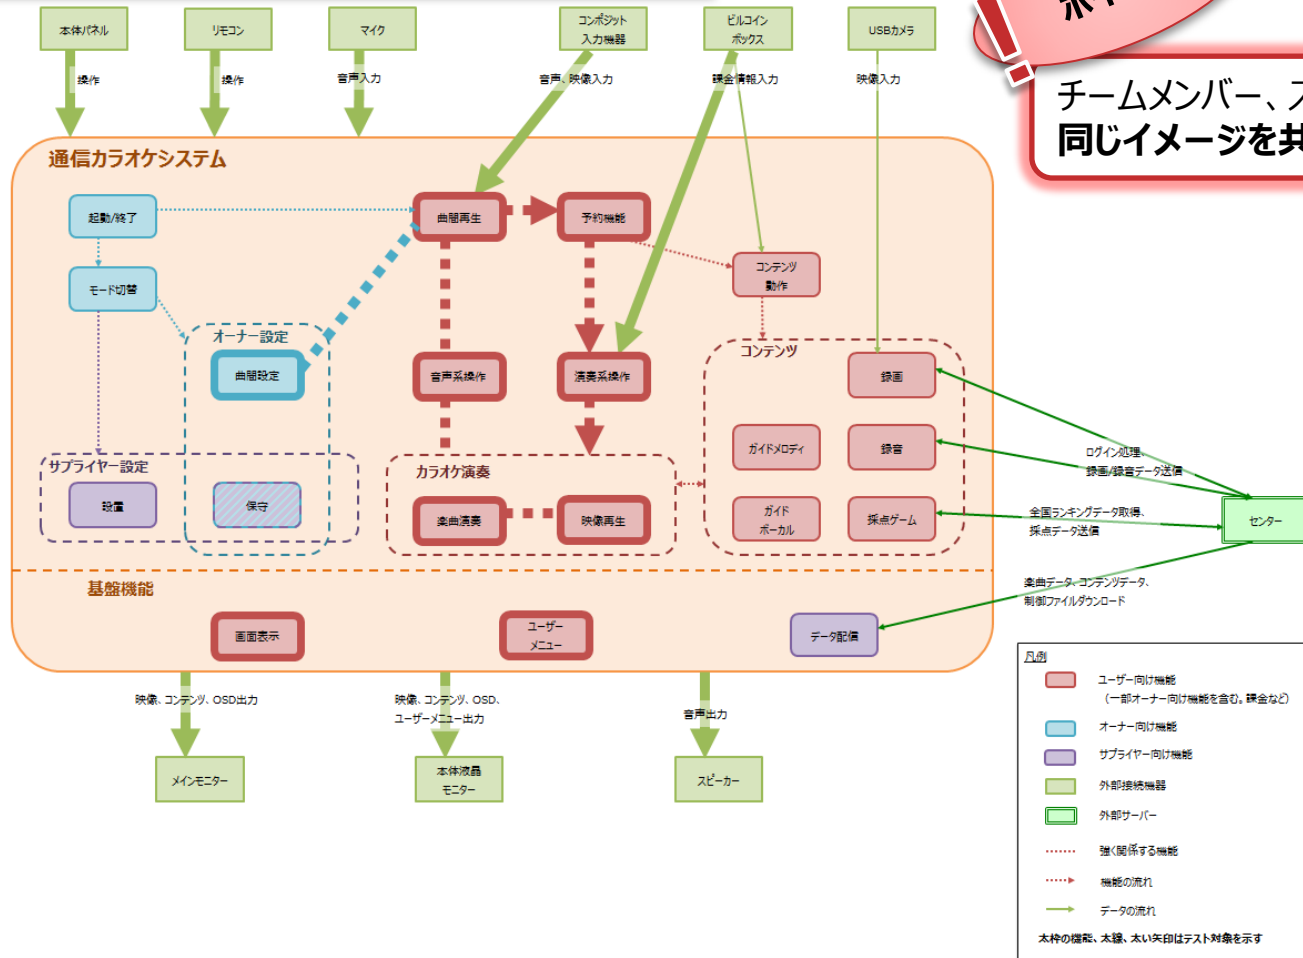 本体パネル
リモコン
マイク
コンポジット
入力機器
ビルコイン
ボックス
USBカメラ
操作
操作
音声入力
音声、映像入力
課金情報入力
映像入力
チームメンバー、
同じイメージを共
通信カラオケシステム
起動/終了
曲間再生
予約機能
モード切替
コンテンツ
動作
オーナー設定
コンテンツ
曲間設定
音声系操作
演奏系操作
録画
ガイドメロディ
録音
ログイン処理、
録画/録音データ送信
サプライヤー設定
カラオケ演奏
設置
保守
楽曲演奏
映像再生
ガイド
ボーカル
採点ゲーム
全国ランキングデータ取得、
採点データ送信
センター
基盤機能
楽曲データ、コンテンツデータ、
制御ファイルダウンロード
画面表示
ユーザー
メニュー
データ配信
映像、コンテンツ、OSD出力
映像、コンテンツ、OSD、
ユーザーメニュー出力
音声出力
メインモニター
本体液晶
モニター
スピーカー
凡例
ユーザー向け機能
（一部オーナー向け機能を含む。課金など）
オーナー向け機能
サプライヤー向け機能
外部接続機器
外部サーバー
強く関係する機能
機能の流れ
データの流れ
太枠の機能、太線、太い矢印はテスト対象を示す